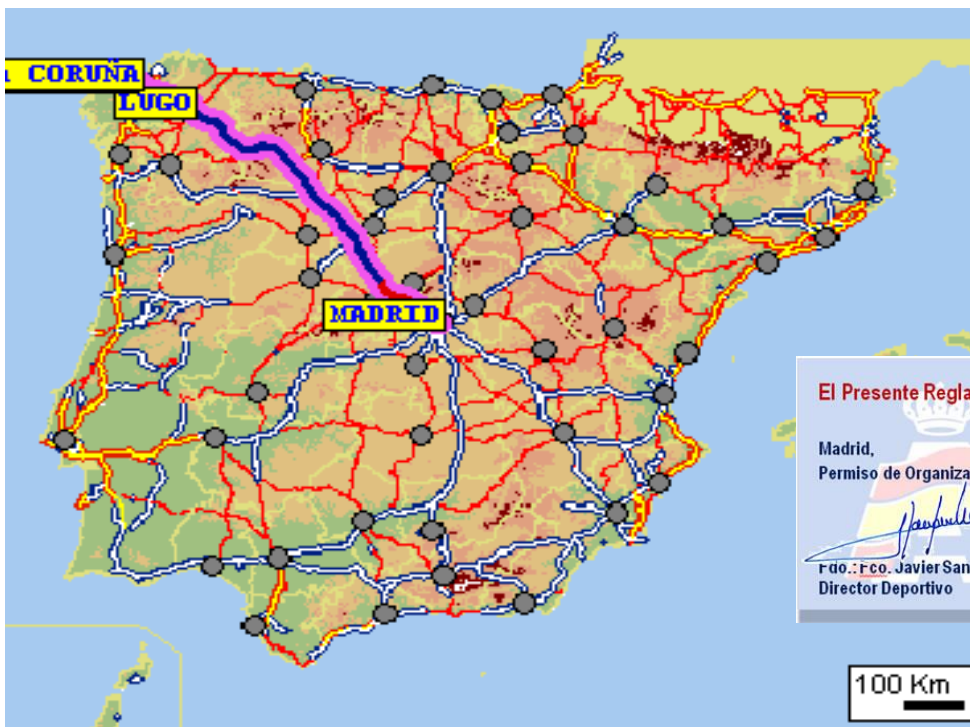 CORUÑA
LUGO
MADRID
El Presente Regla
Madrid,
Permiso de Organiza
Fdo.: Fco. Javier San
Director Deportivo
100 Km